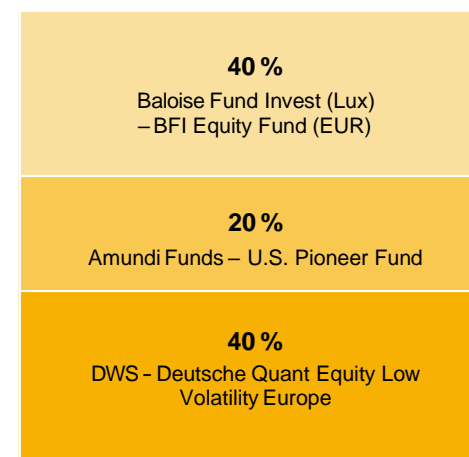 40 %
Baloise Fund Invest (Lux)
– BFI Equity Fund (EUR)
20 %
Amundi Funds – U.S. Pioneer Fund
40 %
DWS – Deutsche Quant Equity Low
Volatility Europe